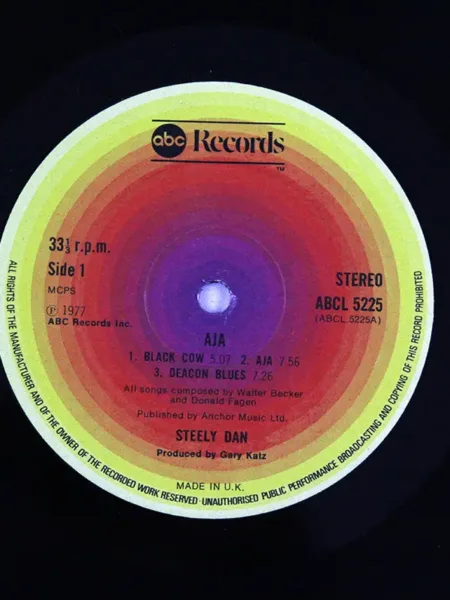 abc Records
TM
33⅓ r.p.m.
Side 1
MCPS
℗ 1977
ABC Records Inc.
STEREO
ABCL 5225
(ABCL 5225A)
AJA
1. BLACK COW 5.07 2. AJA 7.56
3. DEACON BLUES 7.26
All songs composed by Walter Becker
and Donald Fagen
Published by Anchor Music Ltd.
STEELY DAN
Produced by Gary Katz
MADE IN U.K.
ALL RIGHTS OF THE MANUFACTURER AND OF THE OWNER OF THE RECORDED WORK RESERVED · UNAUTHORISED PUBLIC PERFORMANCE BROADCASTING AND COPYING OF THIS RECORD PROHIBITED